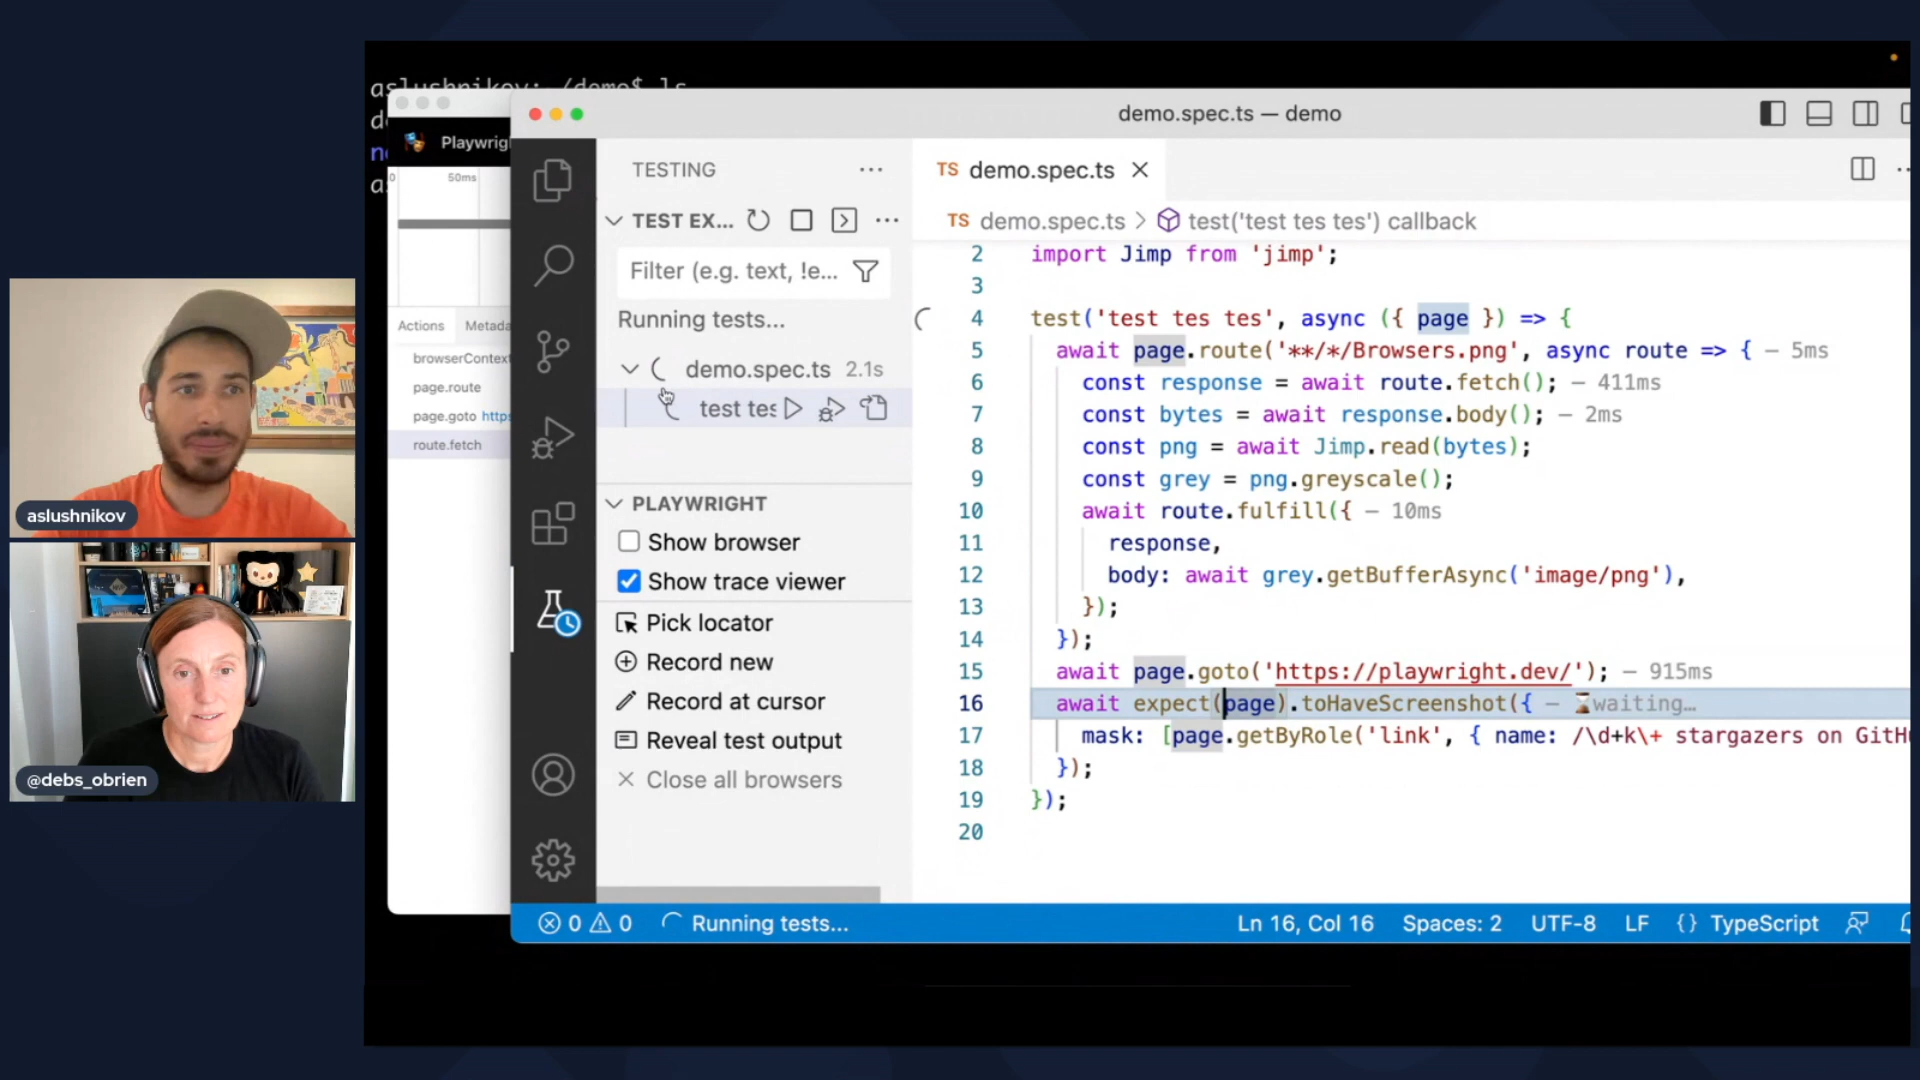 aslushnikov: ~/demo$ ls
Playwrig
50ms
Actions Metada
browserContext
page.route
page.goto https
route.fetch
aslushnikov
@debs_obrien
demo.spec.ts — demo
TESTING
TEST EX...
Filter (e.g. text, !e...
Running tests...
demo.spec.ts 2.1s
test tes
PLAYWRIGHT
Show browser
Show trace viewer
Pick locator
Record new
Record at cursor
Reveal test output
Close all browsers
TS demo.spec.ts
TS demo.spec.ts > test('test tes tes') callback
2 import Jimp from 'jimp';
3
4 test('test tes tes', async ({ page }) => {
5 await page.route('**/*/Browsers.png', async route => { — 5ms
6 const response = await route.fetch(); — 411ms
7 const bytes = await response.body(); — 2ms
8 const png = await Jimp.read(bytes);
9 const grey = png.greyscale();
10 await route.fulfill({ — 10ms
11 response,
12 body: await grey.getBufferAsync('image/png'),
13 });
14 });
15 await page.goto('https://playwright.dev/'); — 915ms
16 await expect(page).toHaveScreenshot({ — ⌛waiting…
17 mask: [page.getByRole('link', { name: /\d+k\+ stargazers on GitH
18 });
19 });
20
0 0 Running tests...
Ln 16, Col 16 Spaces: 2 UTF-8 LF {} TypeScript